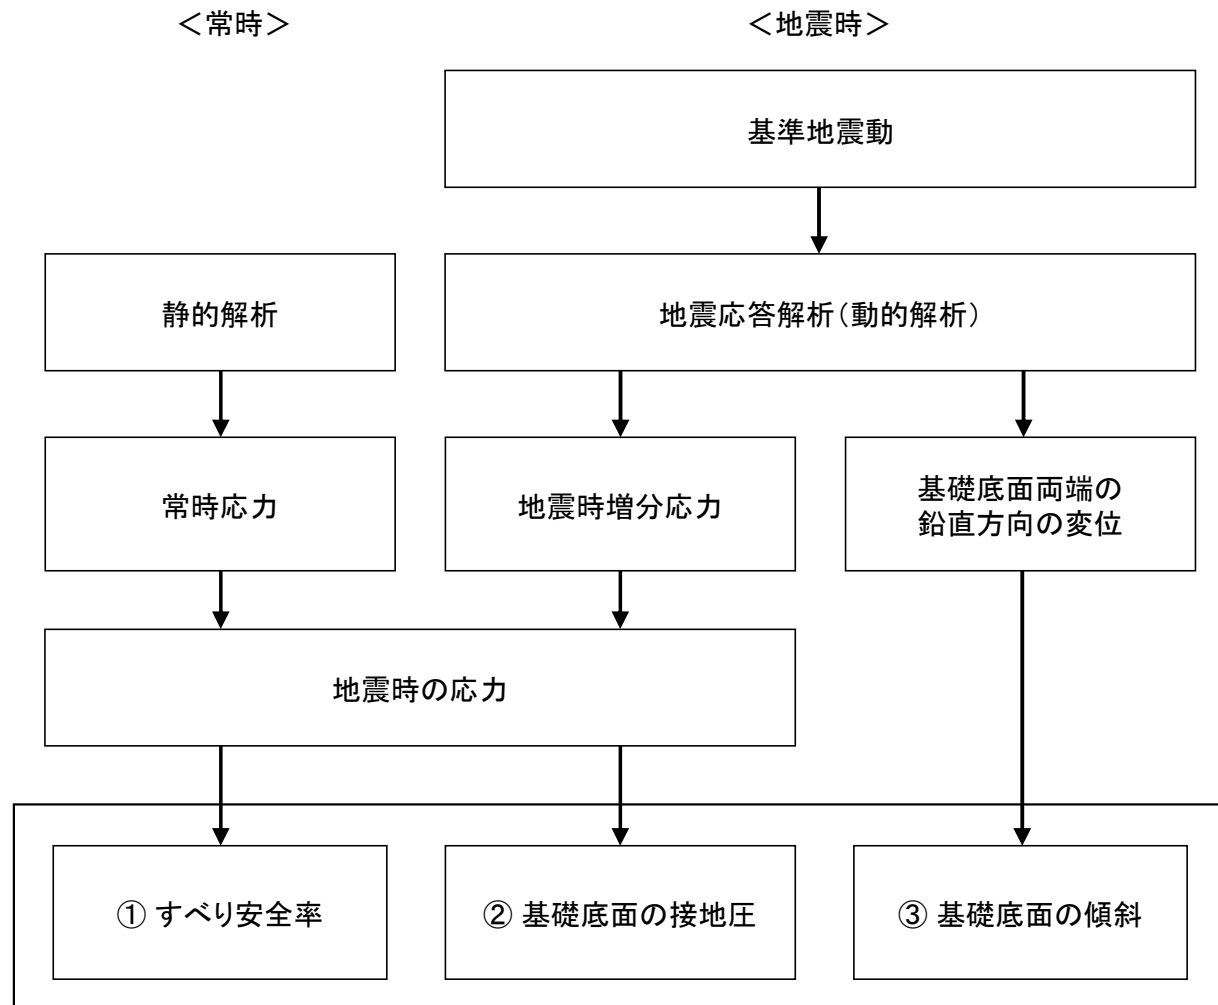 ＜常時＞
＜地震時＞
基準地震動
静的解析
地震応答解析（動的解析）
常時応力
地震時増分応力
基礎底面両端の
鉛直方向の変位
地震時の応力
① すべり安全率
② 基礎底面の接地圧
③ 基礎底面の傾斜